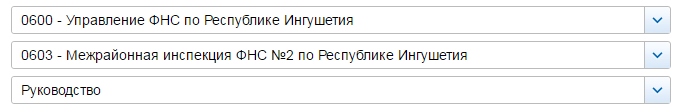 0600 - Управление ФНС по Республике Ингушетия
0603 - Межрайонная инспекция ФНС №2 по Республике Ингушетия
Руководство